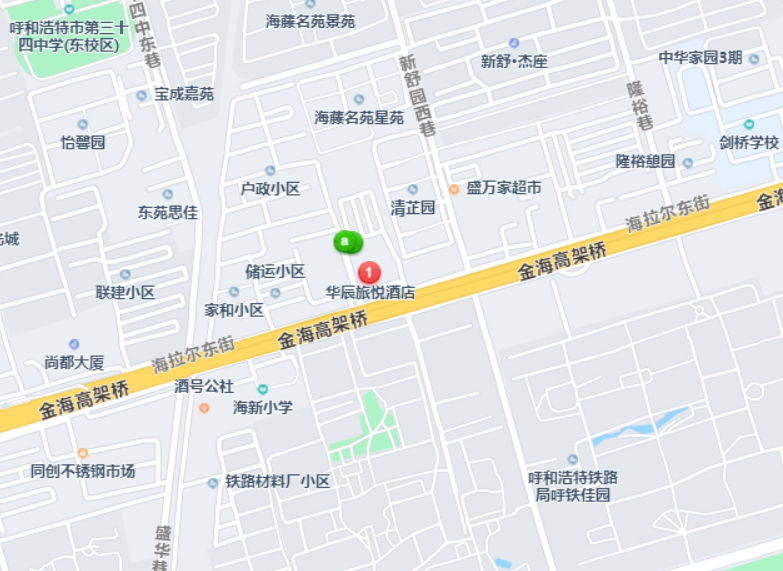 呼和浩特市第三十
四中学(东校区)
四中东巷
海藤名苑景苑
新舒园西巷
新舒·杰座
中华家园3期
宝成嘉苑
隆裕巷
海藤名苑星苑
怡馨园
剑桥学校
隆裕憩园
户政小区
盛万家超市
东苑思佳
清芷园
海拉尔东街
金海
a
储运小区
金海高架桥
1
联建小区
华辰旅悦酒店
家和小区
金海高架桥
海拉尔东街
尚都大厦
酒号公社
金海高架桥
海新小学
同创不锈钢市场
铁路材料厂小区
呼和浩特铁路
局呼铁佳园
盛华巷